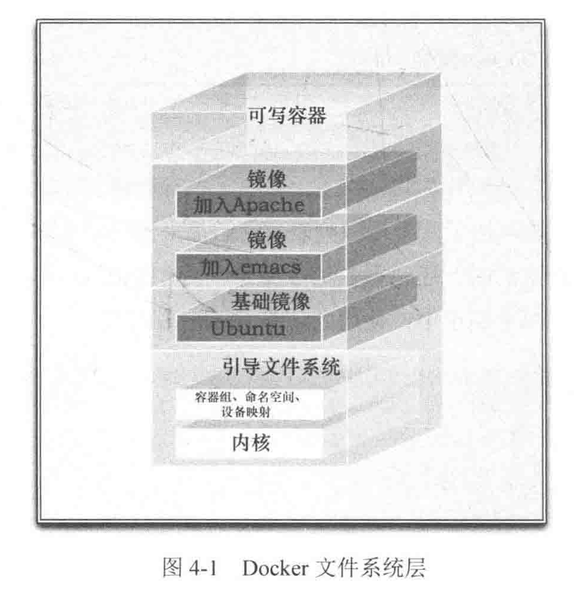 可写容器
镜像
加入Apache
镜像
加入emacs
基础镜像
Ubuntu
引导文件系统
容器组、命名空间、
设备映射
内核
图 4-1 Docker 文件系统层